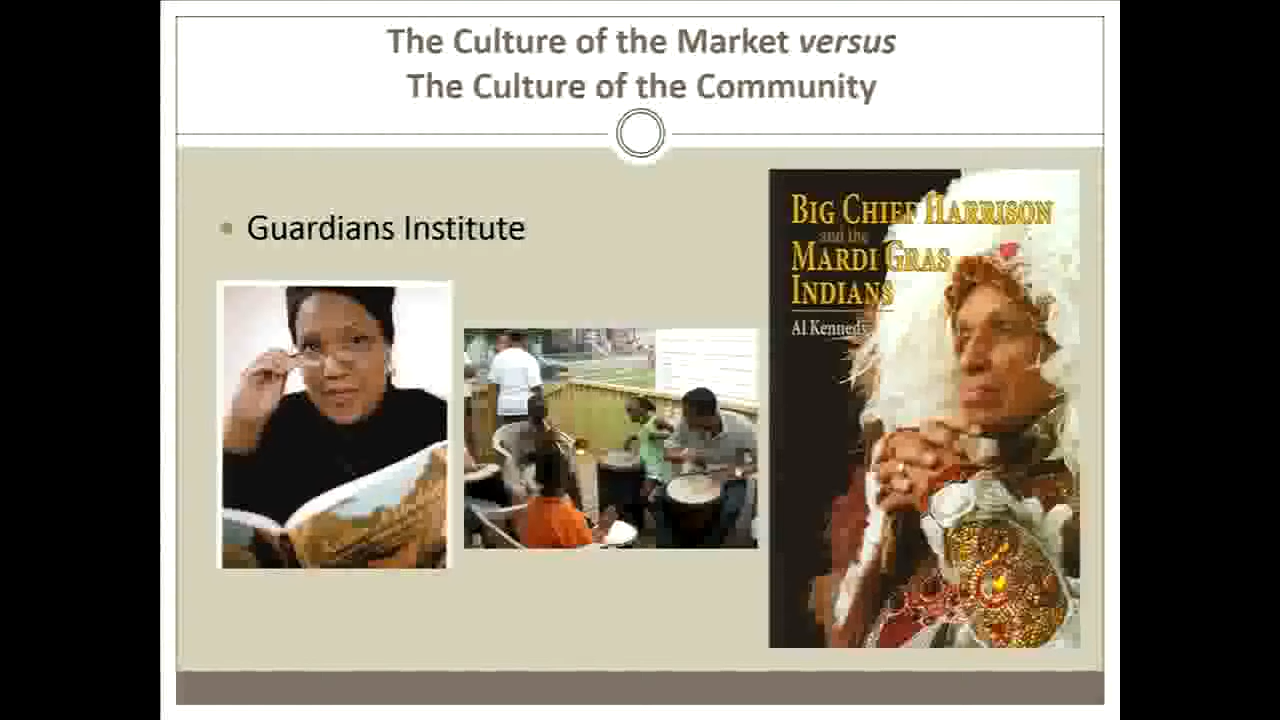 The Culture of the Market versus
The Culture of the Community
Guardians Institute
BIG CHIEF HARRISON
and the
MARDI GRAS
INDIANS
Al Kennedy